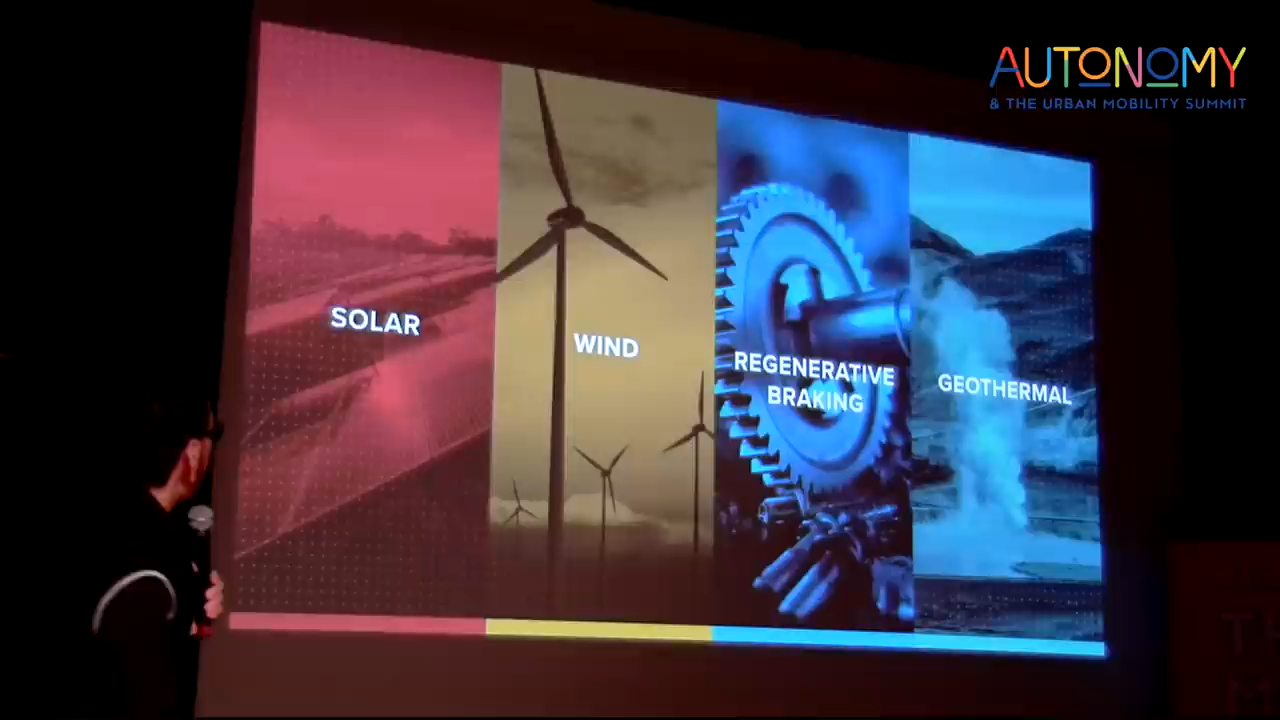 AUTONOMY
& THE URBAN MOBILITY SUMMIT
SOLAR
WIND
REGENERATIVE
BRAKING
GEOTHERMAL